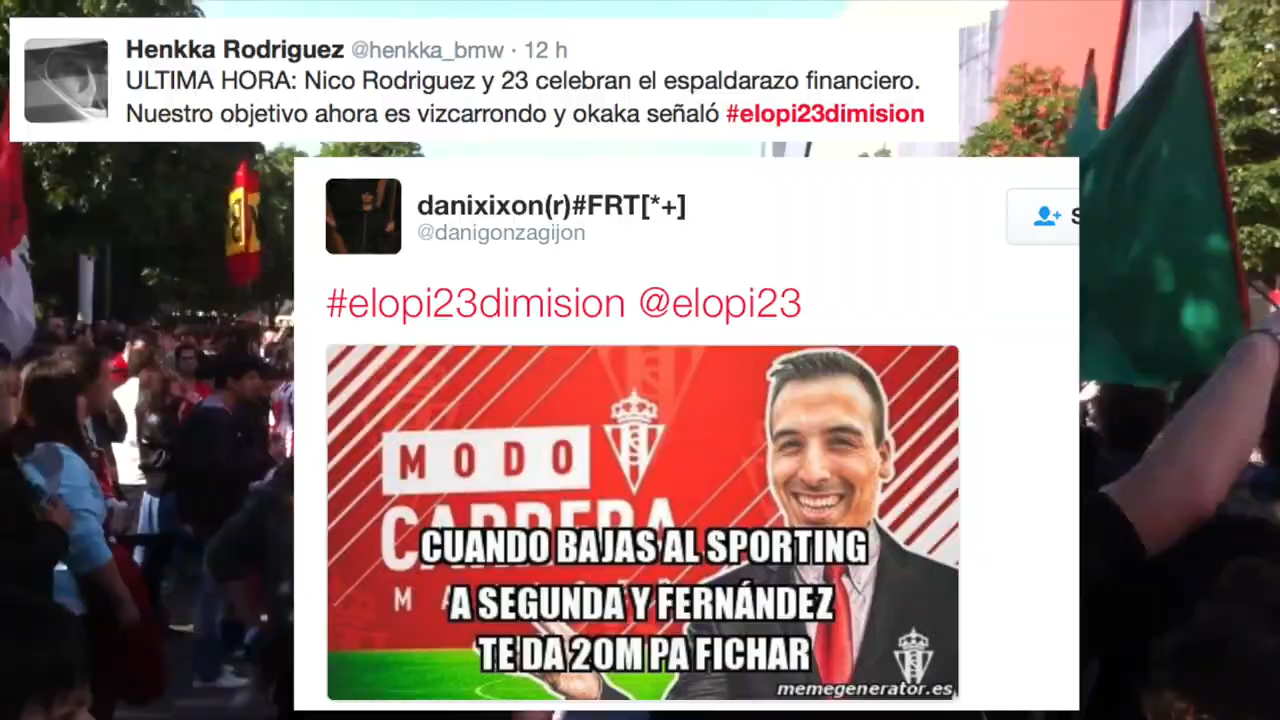 Henkka Rodriguez @henkka_bmw · 12 h
ULTIMA HORA: Nico Rodriguez y 23 celebran el espaldarazo financiero.
Nuestro objetivo ahora es vizcarrondo y okaka señaló #elopi23dimision
danixixon(r)#FRT[*+]
@danigonzagijon
#elopi23dimision @elopi23
MODO
CARRERA
CUANDO BAJAS AL SPORTING
A SEGUNDA Y FERNÁNDEZ
TE DA 20M PA FICHAR
memegenerator.es